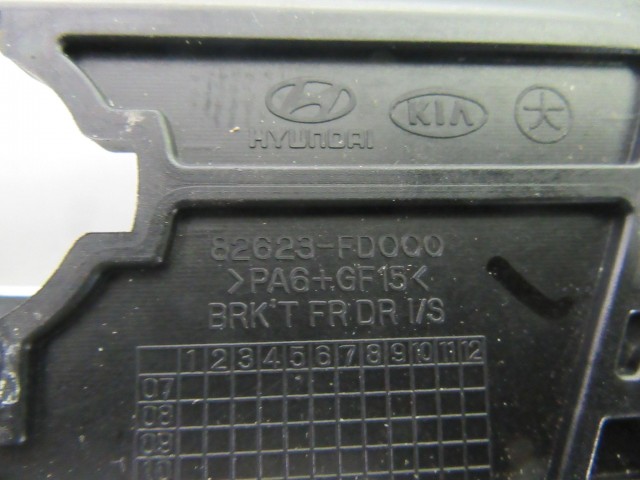 HYUNDAI KIA 大
82623-FD000
>PA6+GF15<
BRK'T FR DR I/S
1 2 3 4 5 6 7 8 9 10 11 12
07
08
09
10